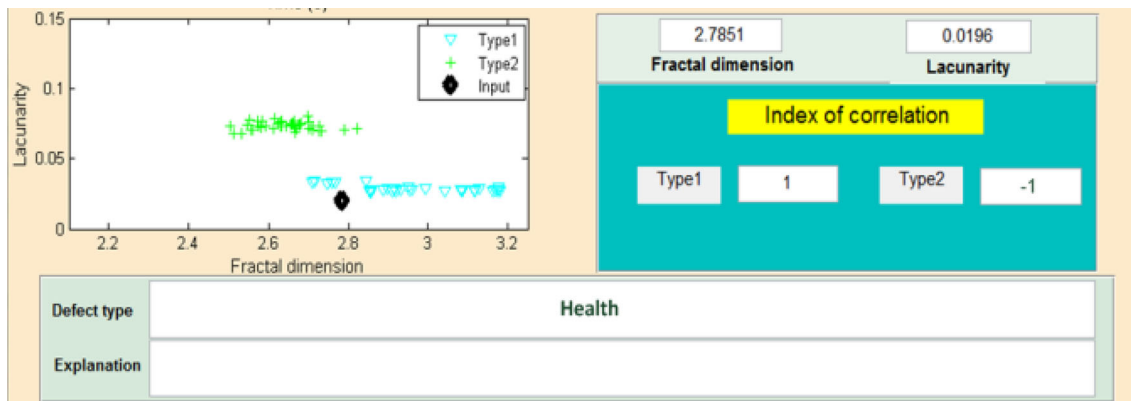 0.15
0.1
0.05
0
Lacunarity
2.2 2.4 2.6 2.8 3 3.2
Fractal dimension
Type1
Type2
Input
2.7851 0.0196
Fractal dimension Lacunarity
Index of correlation
Type1 1 Type2 -1
Defect type Health
Explanation